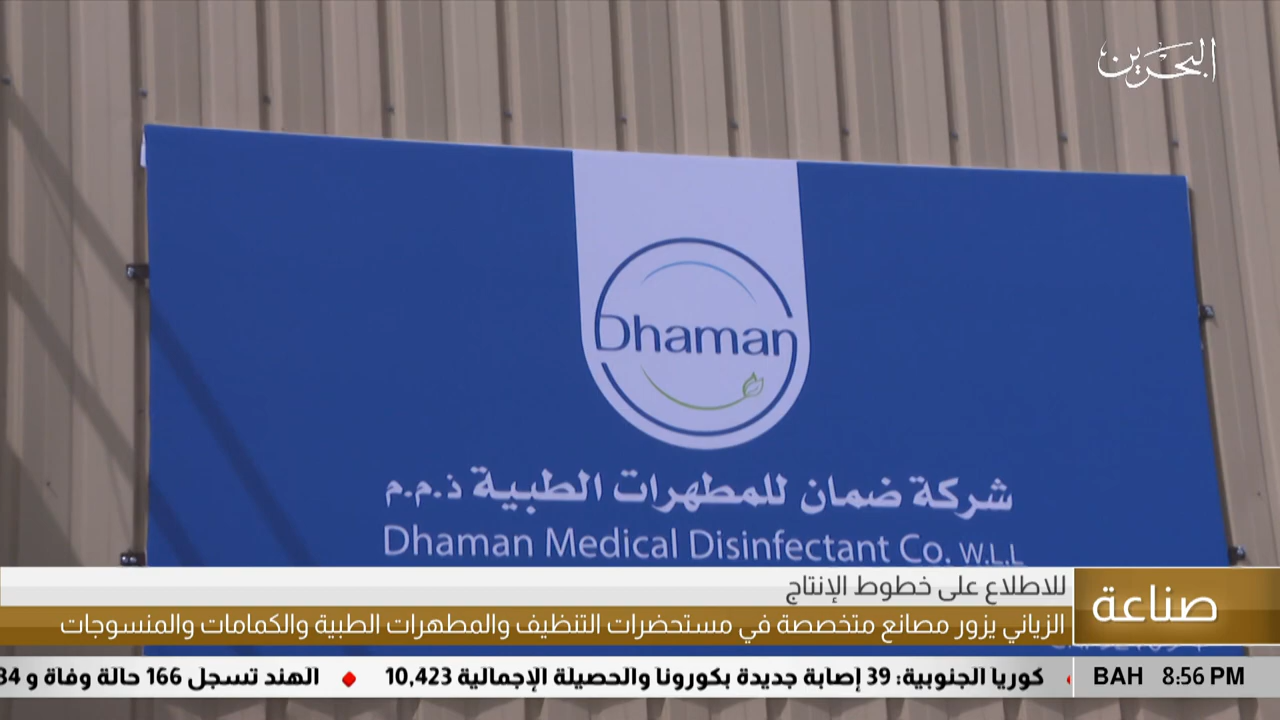 البحرين
Dhaman
شركة ضمان للمطهرات الطبية ذ.م.م
Dhaman Medical Disinfectant Co. W.L.L
صناعة
للاطلاع على خطوط الإنتاج
الزياني يزور مصانع متخصصة في مستحضرات التنظيف والمطهرات الطبية والكمامات والمنسوجات
BAH 8:56 PM
كوريا الجنوبية: 39 إصابة جديدة بكورونا والحصيلة الإجمالية 10,423
الهند تسجل 166 حالة وفاة و